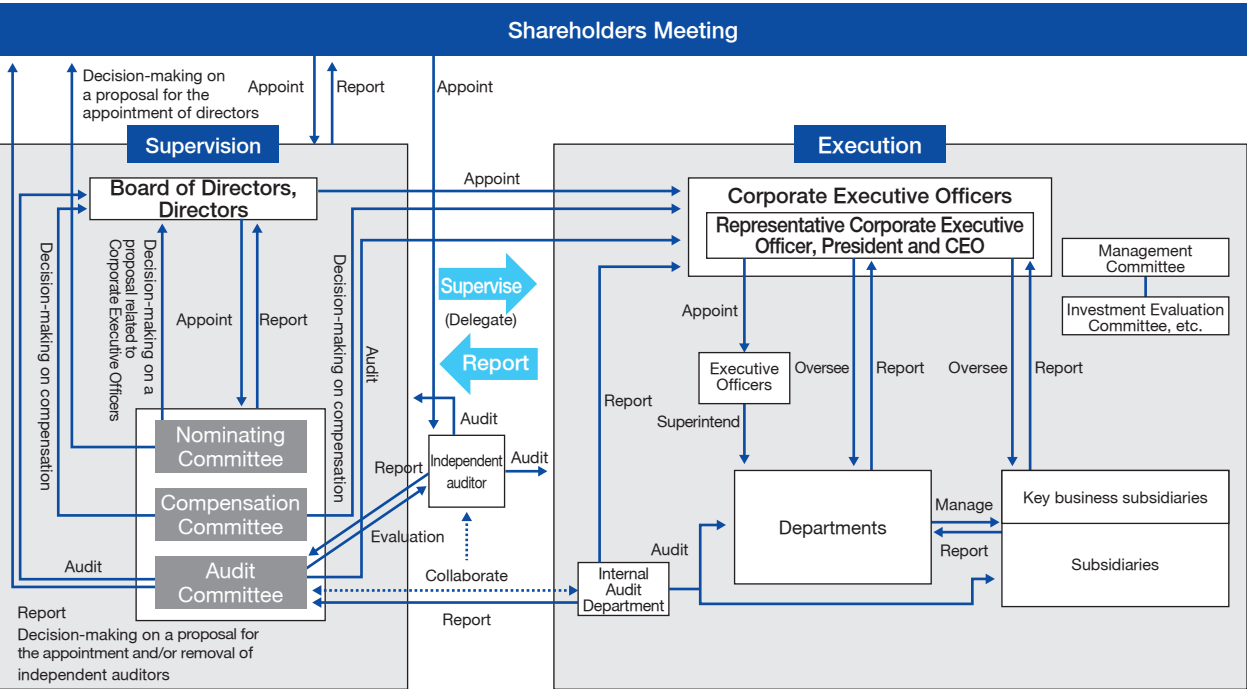 Shareholders Meeting
Decision-making on
a proposal for the
appointment of directors
Appoint
Report
Appoint
Supervision
Execution
Board of Directors,
Directors
Appoint
Corporate Executive Officers
Representative Corporate Executive
Officer, President and CEO
Management
Committee
Investment Evaluation
Committee, etc.
Decision-making on compensation
Decision-making on a
proposal related to
Corporate Executive Officers
Appoint
Report
Decision-making on compensation
Audit
Supervise
(Delegate)
Report
Appoint
Executive
Officers
Oversee
Report
Oversee
Report
Report
Superintend
Nominating
Committee
Compensation
Committee
Audit
Committee
Audit
Independent
auditor
Audit
Report
Evaluation
Collaborate
Report
Audit
Internal
Audit
Department
Audit
Departments
Manage
Report
Key business subsidiaries
Subsidiaries
Report
Decision-making on a proposal for
the appointment and/or removal of
independent auditors